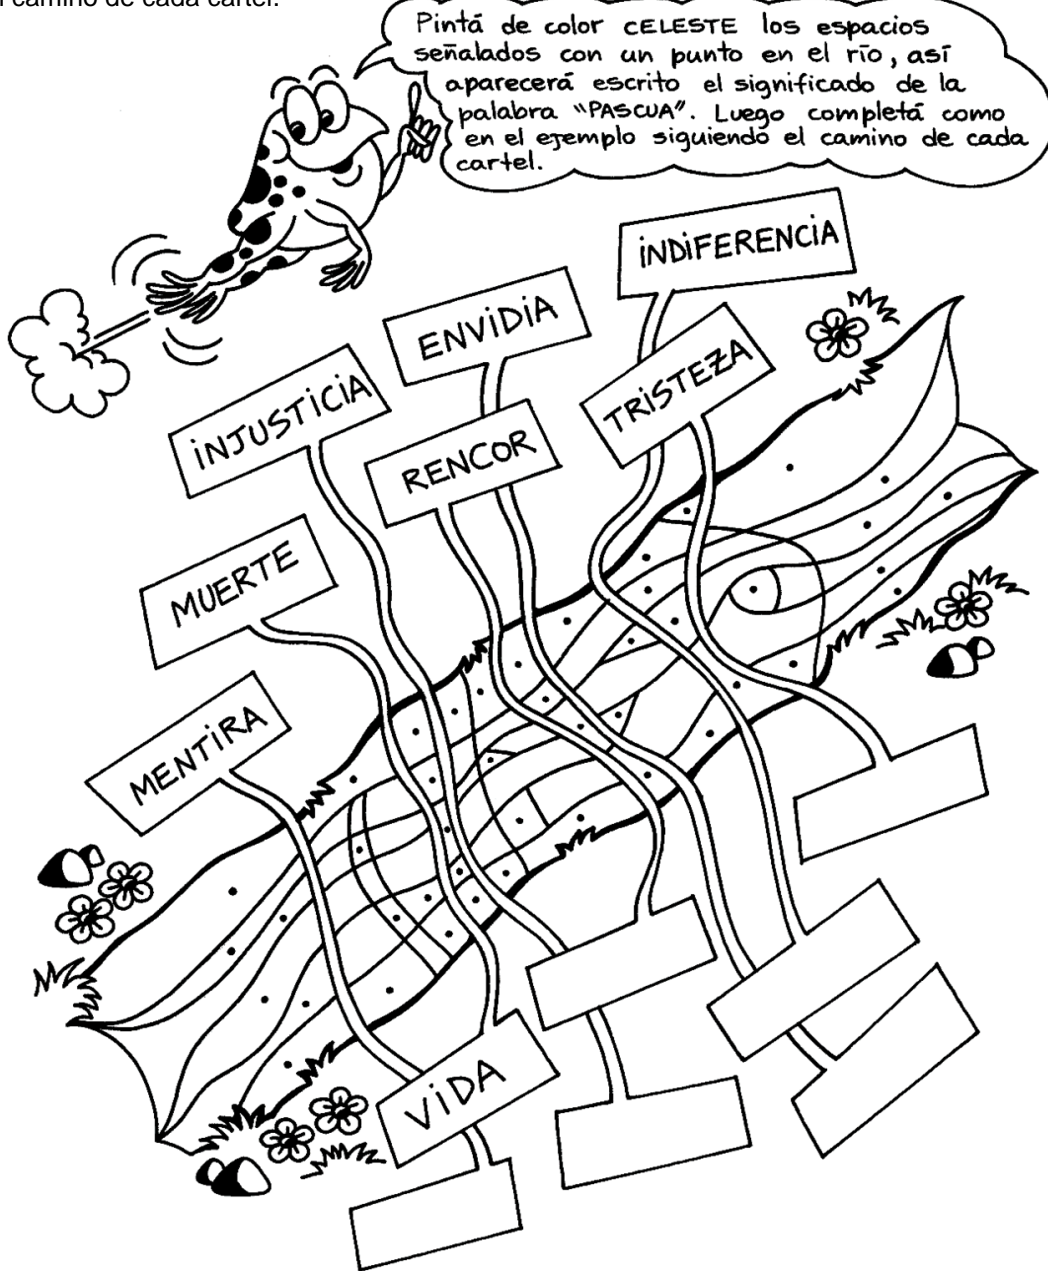 l camino de cada cartel.
Pintá de color CELESTE los espacios
señalados con un punto en el río, así
aparecerá escrito el significado de la
palabra "PASCUA". Luego completá como
en el ejemplo siguiendo el camino de cada
cartel.
INDIFERENCIA
ENVIDIA
TRISTEZA
INJUSTICIA
RENCOR
MUERTE
MENTIRA
VIDA